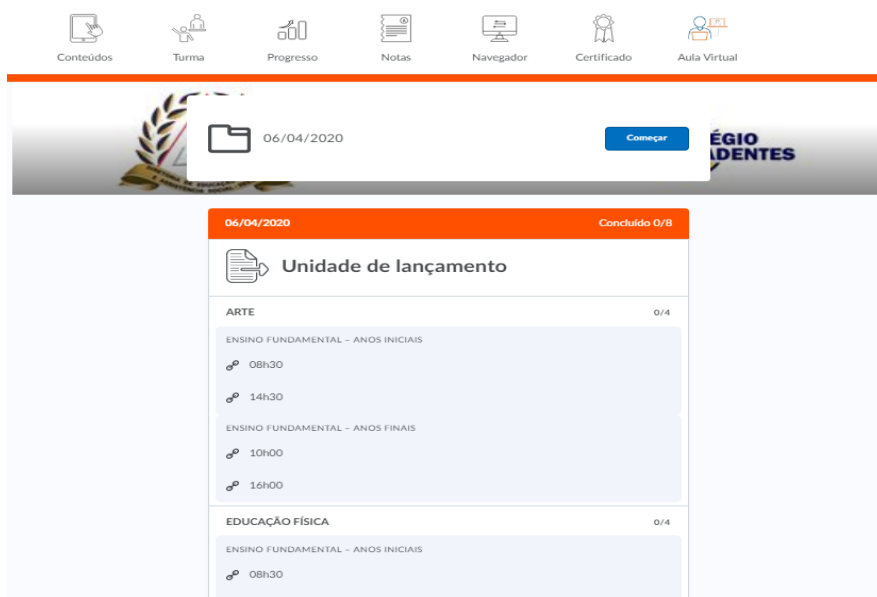 Conteúdos Turma Progresso Notas Navegador Certificado Aula Virtual
06/04/2020 Começar
ÉGIO
ADENTES
06/04/2020 Concluído 0/8
Unidade de lançamento
ARTE 0/4
ENSINO FUNDAMENTAL – ANOS INICIAIS
08h30
14h30
ENSINO FUNDAMENTAL – ANOS FINAIS
10h00
16h00
EDUCAÇÃO FÍSICA 0/4
ENSINO FUNDAMENTAL – ANOS INICIAIS
08h30